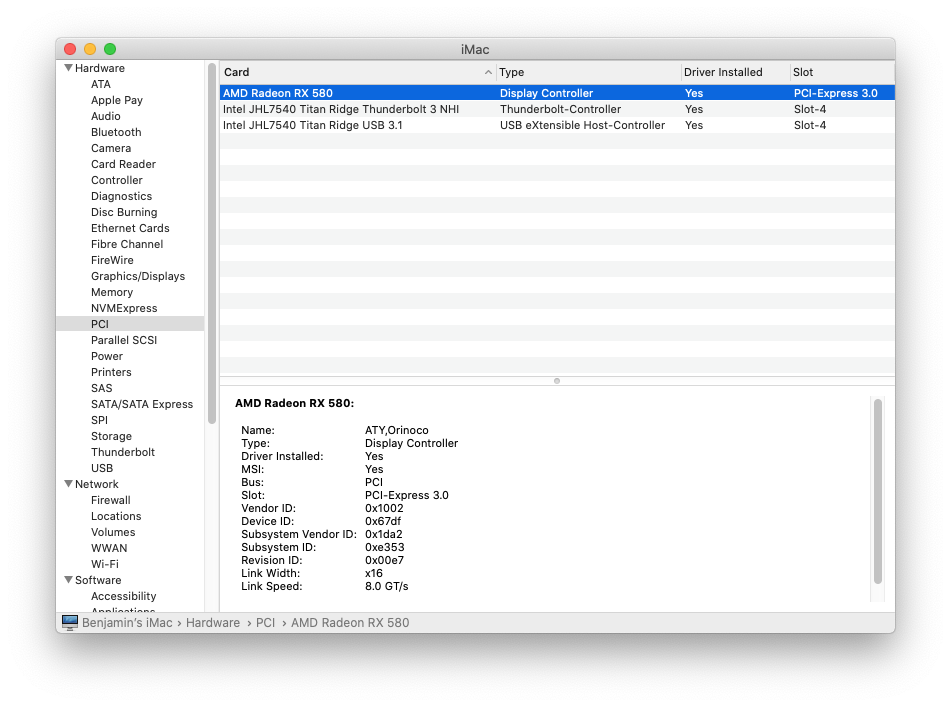 iMac
Hardware
ATA
Apple Pay
Audio
Bluetooth
Camera
Card Reader
Controller
Diagnostics
Disc Burning
Ethernet Cards
Fibre Channel
FireWire
Graphics/Displays
Memory
NVMExpress
PCI
Parallel SCSI
Power
Printers
SAS
SATA/SATA Express
SPI
Storage
Thunderbolt
USB
Network
Firewall
Locations
Volumes
WWAN
Wi-Fi
Software
Accessibility
Applications
Card Type Driver Installed Slot
AMD Radeon RX 580 Display Controller Yes PCI-Express 3.0
Intel JHL7540 Titan Ridge Thunderbolt 3 NHI Thunderbolt-Controller Yes Slot-4
Intel JHL7540 Titan Ridge USB 3.1 USB eXtensible Host-Controller Yes Slot-4
AMD Radeon RX 580:
Name: ATY,Orinoco
Type: Display Controller
Driver Installed: Yes
MSI: Yes
Bus: PCI
Slot: PCI-Express 3.0
Vendor ID: 0x1002
Device ID: 0x67df
Subsystem Vendor ID: 0x1da2
Subsystem ID: 0xe353
Revision ID: 0x00e7
Link Width: x16
Link Speed: 8.0 GT/s
Benjamin’s iMac › Hardware › PCI › AMD Radeon RX 580